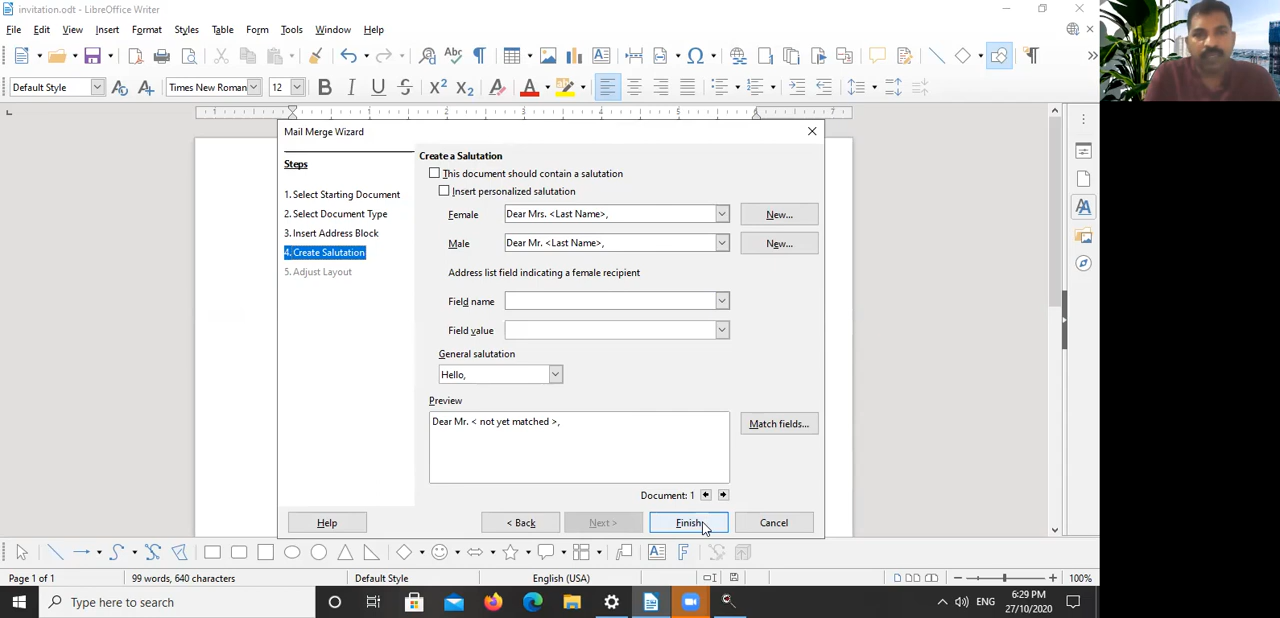 invitation.odt - LibreOffice Writer
File Edit View Insert Format Styles Table Form Tools Window Help
Default Style Times New Roman 12
Mail Merge Wizard
Steps
1. Select Starting Document
2. Select Document Type
3. Insert Address Block
4. Create Salutation
5. Adjust Layout
Create a Salutation
This document should contain a salutation
Insert personalized salutation
Female Dear Mrs. <Last Name>, New...
Male Dear Mr. <Last Name>, New...
Address list field indicating a female recipient
Field name
Field value
General salutation
Hello,
Preview
Dear Mr. < not yet matched >,
Match fields...
Document: 1
Help < Back Next > Finish Cancel
Page 1 of 1 99 words, 640 characters Default Style English (USA) 100%
Type here to search
ENG
6:29 PM
27/10/2020